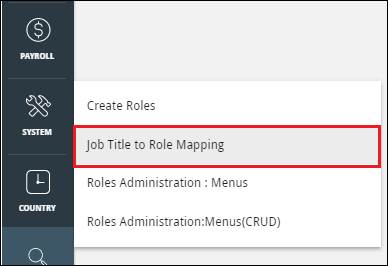 PAYROLL
SYSTEM
COUNTRY
Create Roles
Job Title to Role Mapping
Roles Administration : Menus
Roles Administration:Menus(CRUD)